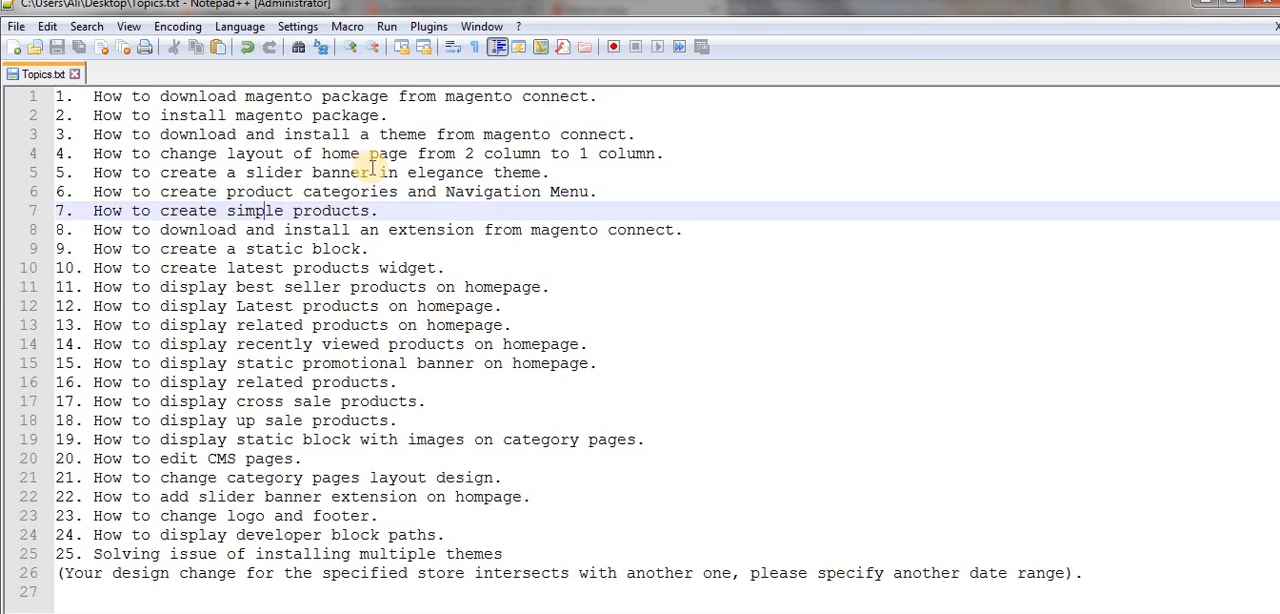 C:\Users\Ali\Desktop\Topics.txt - Notepad++ [Administrator]
File Edit Search View Encoding Language Settings Macro Run Plugins Window ? X
Topics.txt
1 1. How to download magento package from magento connect.
2 2. How to install magento package.
3 3. How to download and install a theme from magento connect.
4 4. How to change layout of home page from 2 column to 1 column.
5 5. How to create a slider banner in elegance theme.
6 6. How to create product categories and Navigation Menu.
7 7. How to create simple products.
8 8. How to download and install an extension from magento connect.
9 9. How to create a static block.
10 10. How to create latest products widget.
11 11. How to display best seller products on homepage.
12 12. How to display Latest products on homepage.
13 13. How to display related products on homepage.
14 14. How to display recently viewed products on homepage.
15 15. How to display static promotional banner on homepage.
16 16. How to display related products.
17 17. How to display cross sale products.
18 18. How to display up sale products.
19 19. How to display static block with images on category pages.
20 20. How to edit CMS pages.
21 21. How to change category pages layout design.
22 22. How to add slider banner extension on hompage.
23 23. How to change logo and footer.
24 24. How to display developer block paths.
25 25. Solving issue of installing multiple themes
26 (Your design change for the specified store intersects with another one, please specify another date range).
27